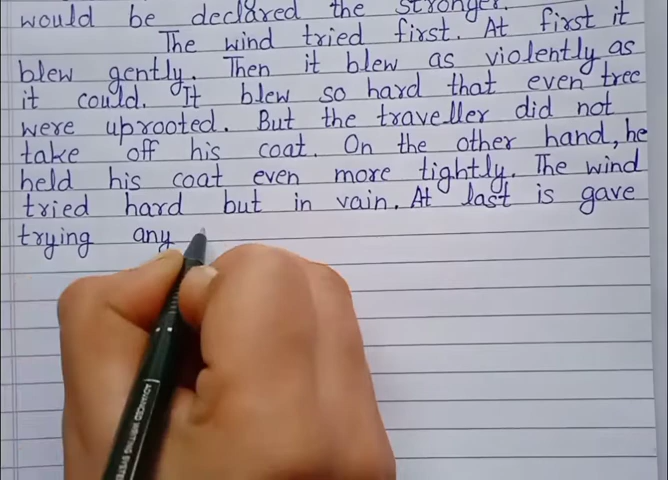 would be declared the stronger.
The wind tried first. At first it
blew gently. Then it blew as violently as
it could. It blew so hard that even tree
were uprooted. But the traveller did not
take off his coat. On the other hand, he
held his coat even more tightly. The wind
tried hard but in vain. At last is gave
trying any
ADVANCED WRITING SYSTEM